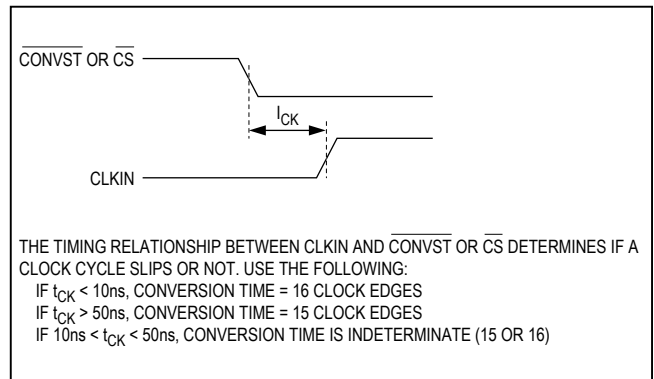 CONVST OR CS
lCK
CLKIN
THE TIMING RELATIONSHIP BETWEEN CLKIN AND CONVST OR CS DETERMINES IF A
CLOCK CYCLE SLIPS OR NOT. USE THE FOLLOWING:
IF tCK < 10ns, CONVERSION TIME = 16 CLOCK EDGES
IF tCK > 50ns, CONVERSION TIME = 15 CLOCK EDGES
IF 10ns < tCK < 50ns, CONVERSION TIME IS INDETERMINATE (15 OR 16)